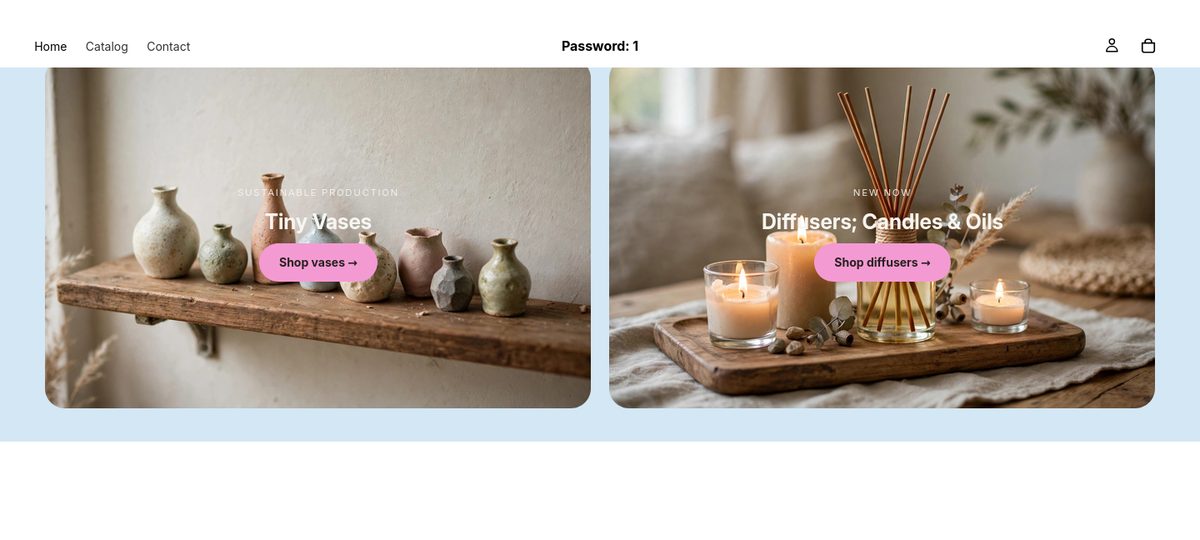 Home Catalog Contact
Password: 1
SUSTAINABLE PRODUCTION
Tiny Vases
Shop vases →
NEW NOW
Diffusers; Candles & Oils
Shop diffusers →